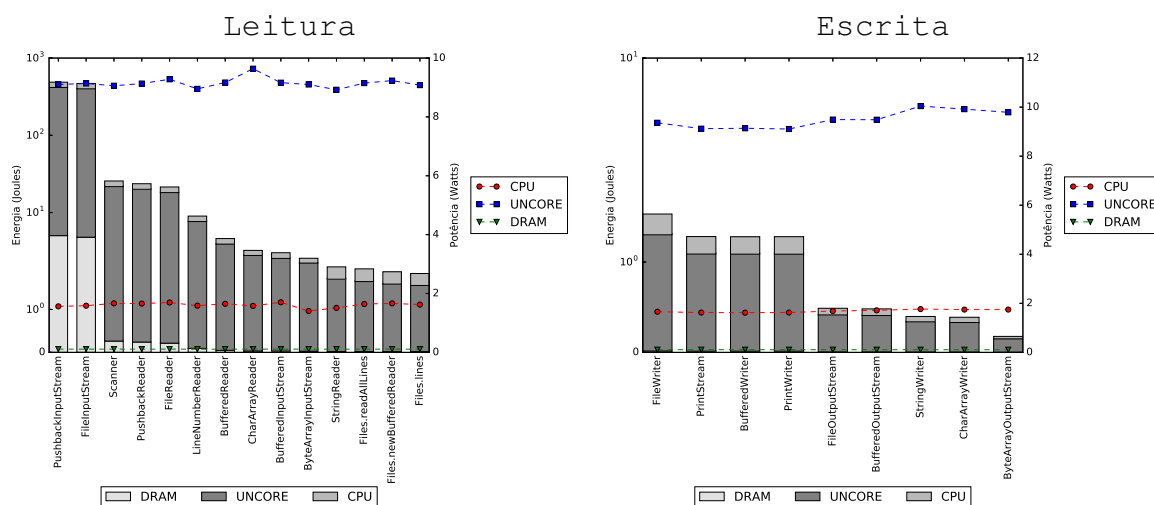 Leitura
Escrita
10³
10²
10¹
10⁰
0
Energia (Joules)
10
8
6
4
2
0
Potência (Watts)
CPU
UNCORE
DRAM
PushbackInputStream
FileInputStream
Scanner
PushbackReader
FileReader
LineNumberReader
BufferedReader
CharArrayReader
BufferedInputStream
ByteArrayInputStream
StringReader
Files.readAllLines
Files.newBufferedReader
Files.lines
DRAM UNCORE CPU
10¹
10⁰
0
Energia (Joules)
12
10
8
6
4
2
0
Potência (Watts)
CPU
UNCORE
DRAM
FileWriter
PrintStream
BufferedWriter
PrintWriter
FileOutputStream
BufferedOutputStream
StringWriter
CharArrayWriter
ByteArrayOutputStream
DRAM UNCORE CPU